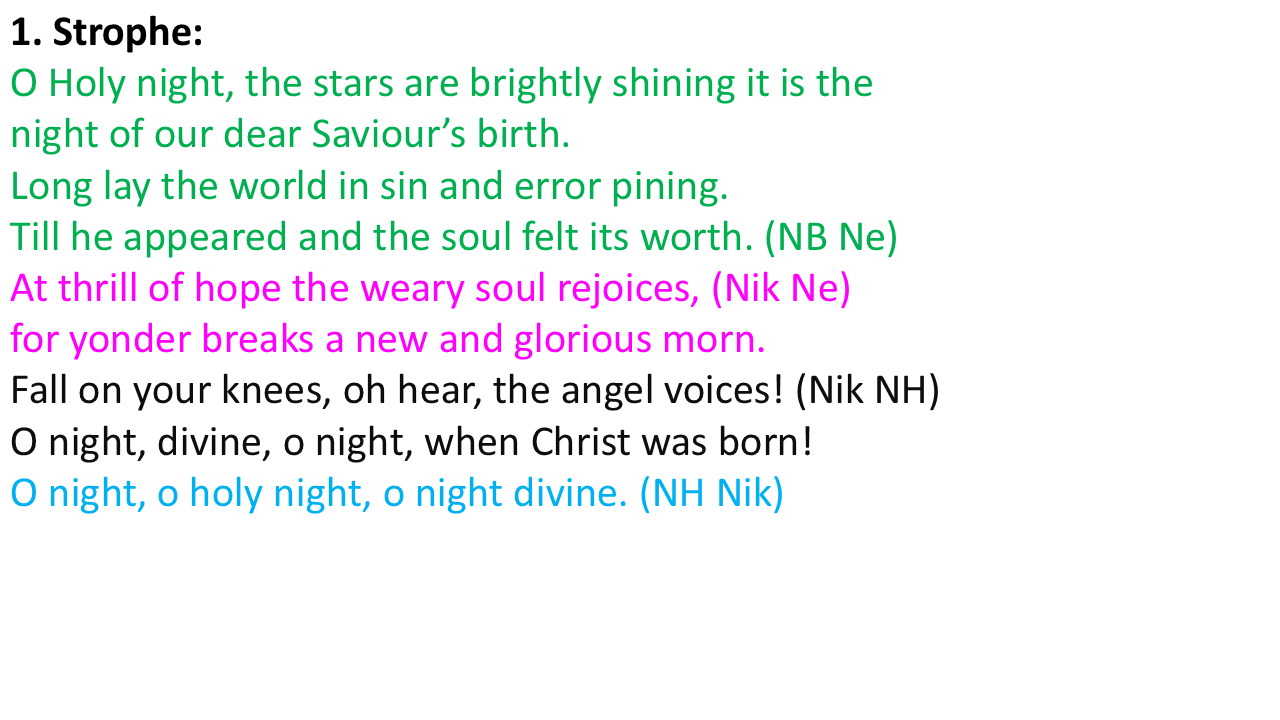 1. Strophe:
O Holy night, the stars are brightly shining it is the
night of our dear Saviour’s birth.
Long lay the world in sin and error pining.
Till he appeared and the soul felt its worth. (NB Ne)
At thrill of hope the weary soul rejoices, (Nik Ne)
for yonder breaks a new and glorious morn.
Fall on your knees, oh hear, the angel voices! (Nik NH)
O night, divine, o night, when Christ was born!
O night, o holy night, o night divine. (NH Nik)